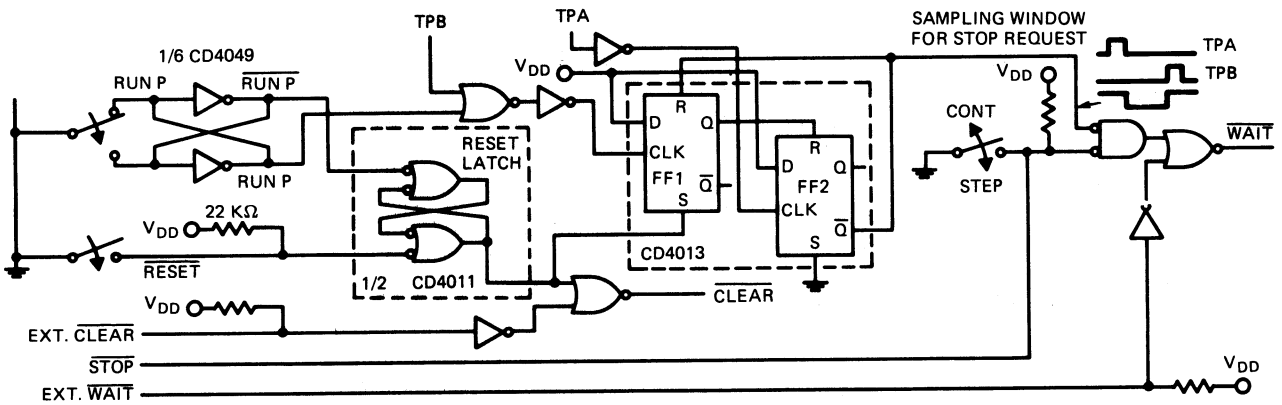 TPB
TPA
SAMPLING WINDOW
FOR STOP REQUEST
TPA
TPB
1/6 CD4049
RUN P
RUN P
RUN P
VDD
VDD
RESET
LATCH
D
R
Q
CLK
FF1
Q
S
D
R
Q
FF2
CLK
Q
S
CD4013
CONT
STEP
WAIT
22 KΩ
VDD
RESET
1/2 CD4011
VDD
CLEAR
EXT. CLEAR
STOP
EXT. WAIT
VDD